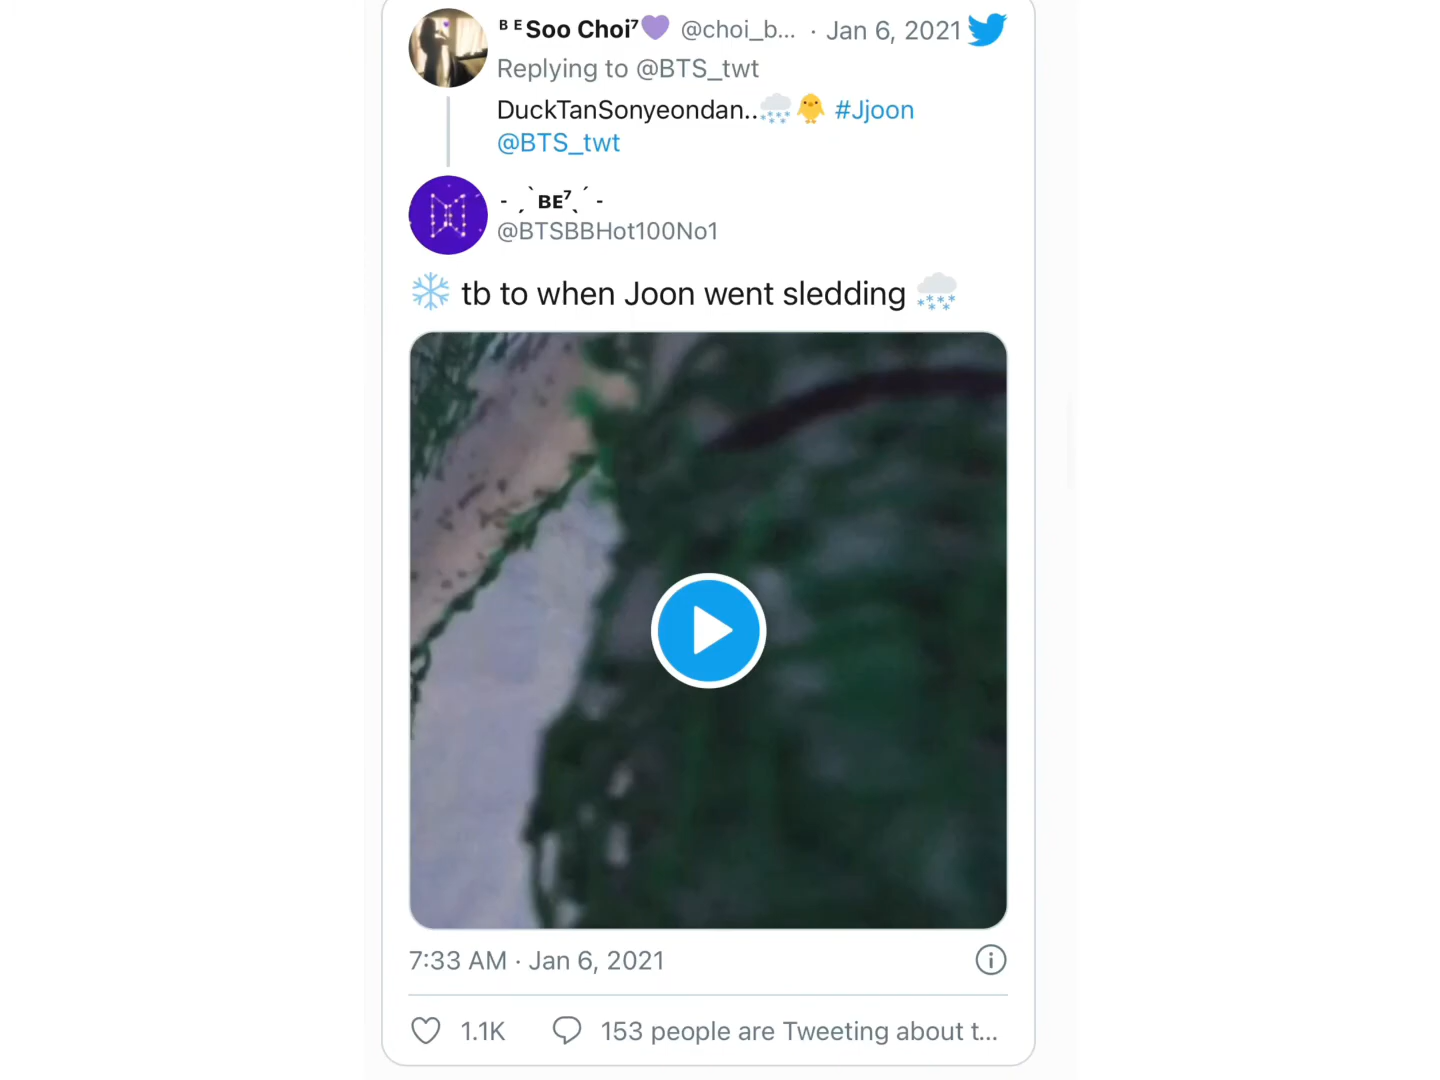 ᴮ ᴱSoo Choi⁷💜 @choi_b... · Jan 6, 2021
Replying to @BTS_twt
DuckTanSonyeondan..🌨️🐥 #Jjoon
@BTS_twt
- ˏˋBE⁷ˎˊ -
@BTSBBHot100No1
❄️ tb to when Joon went sledding 🌨️
7:33 AM · Jan 6, 2021
1.1K 153 people are Tweeting about t...